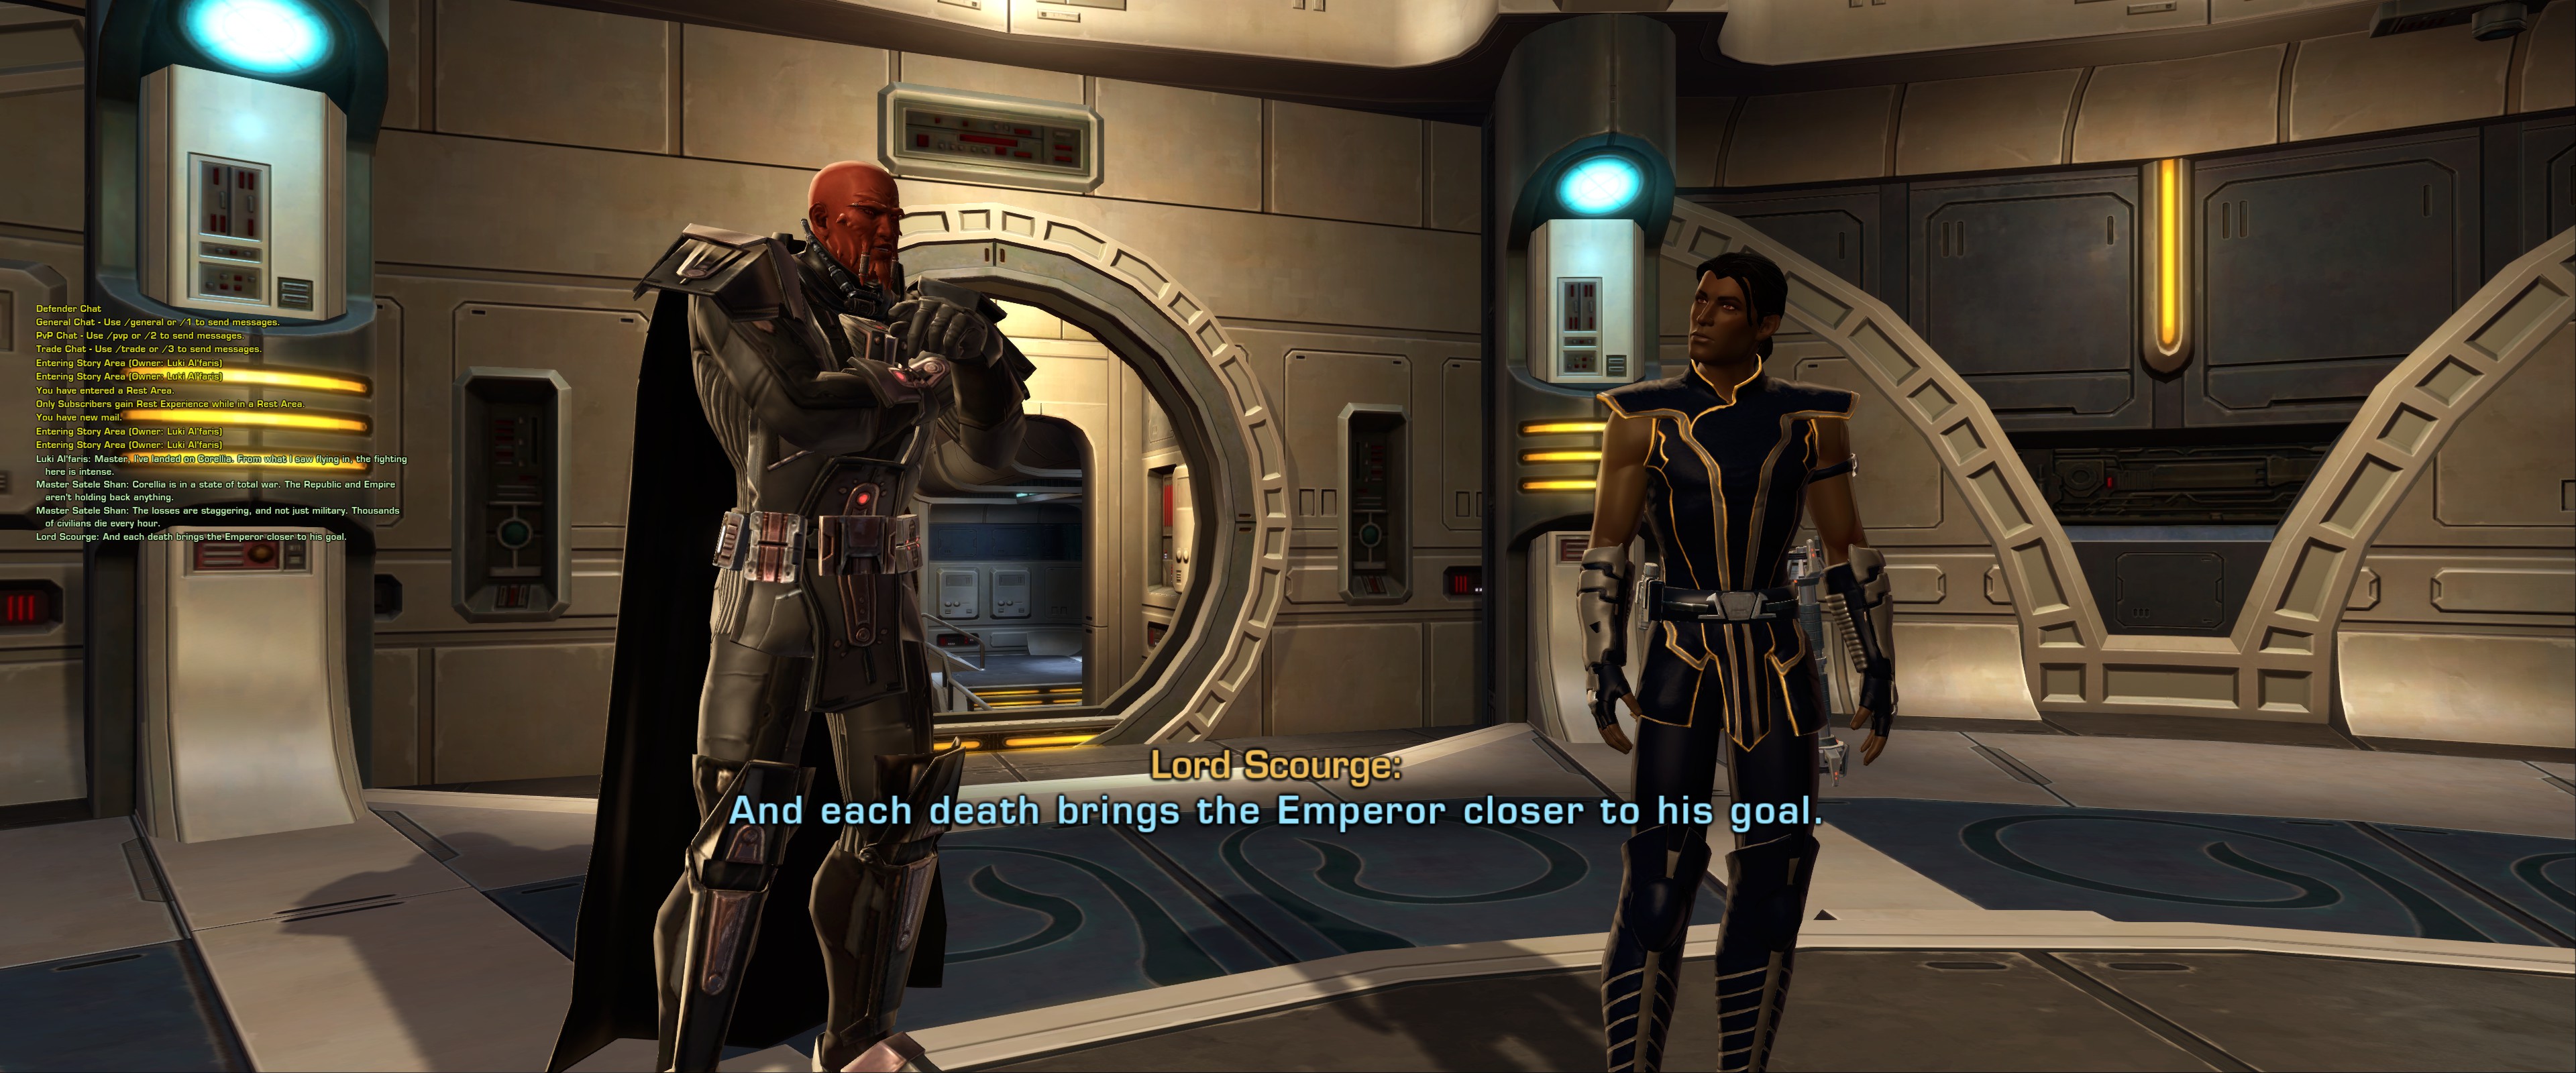 Defender Chat
General Chat - Use /general or /1 to send messages.
PvP Chat - Use /pvp or /2 to send messages.
Trade Chat - Use /trade or /3 to send messages.
Entering Story Area (Owner: Luki Al'faris)
Entering Story Area (Owner: Luki Al'faris)
You have entered a Rest Area.
Only Subscribers gain Rest Experience while in a Rest Area.
You have new mail.
Entering Story Area (Owner: Luki Al'faris)
Entering Story Area (Owner: Luki Al'faris)
Luki Al'faris: Master, I've landed on Corellia. From what I saw flying in, the fighting
here is intense.
Master Satele Shan: Corellia is in a state of total war. The Republic and Empire
aren't holding back anything.
Master Satele Shan: The losses are staggering, and not just military. Thousands
of civilians die every hour.
Lord Scourge: And each death brings the Emperor closer to his goal.
Lord Scourge:
And each death brings the Emperor closer to his goal.